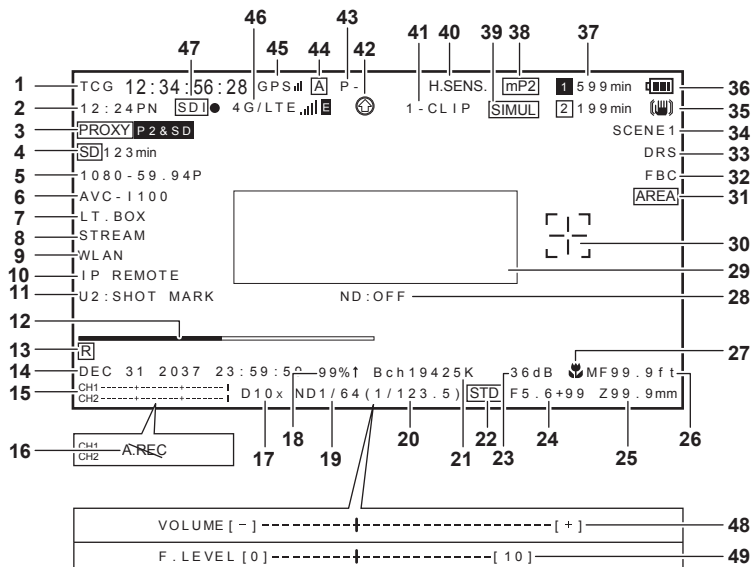 46 43
47 45 44 42 41 40 39 38 37
1 TCG 12:34:56:28 GPS A P- H.SENS. mP2 1 599min 36
2 12:24PN SDI● 4G/LTE E 1-CLIP SIMUL 2 199min 35
3 PROXY P2&SD SCENE1 34
4 SD 123min DRS 33
5 1080-59.94P FBC 32
6 AVC-I100 AREA 31
7 LT.BOX
8 STREAM 30
9 WLAN
10 IP REMOTE 29
11 U2:SHOT MARK ND:OFF 28
12 27
13 R
14 DEC 31 2037 23:59:59 99%↑ Bch19425K 36dB MF99.9ft
15 CH1 CH2 D10x ND1/64(1/123.5) STD F5.6+99 Z99.9mm
16 CH1 CH2 A.REC 17 18 19 20 21 22 23 24 25 26
VOLUME[-] [+] 48
F.LEVEL[0] [10] 49